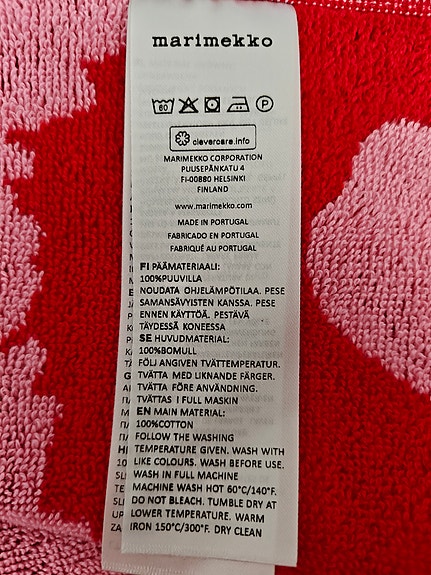 marimekko
60
P
clevercare.info
MARIMEKKO CORPORATION
PUUSEPÄNKATU 4
FI-00880 HELSINKI
FINLAND
www.marimekko.com
MADE IN PORTUGAL
FABRICADO EN PORTUGAL
FABRIQUÉ AU PORTUGAL
FI PÄÄMATERIAALI:
100%PUUVILLA
NOUDATA OHJELÄMPÖTILAA. PESE
SAMANSÄVYISTEN KANSSA. PESE
ENNEN KÄYTTÖÄ. PESTÄVÄ
TÄYDESSÄ KONEESSA
SE HUVUDMATERIAL:
100%BOMULL
FÖLJ ANGIVEN TVÄTTEMPERATUR.
TVÄTTA MED LIKNANDE FÄRGER.
TVÄTTA FÖRE ANVÄNDNING.
TVÄTTAS I FULL MASKIN
EN MAIN MATERIAL:
100%COTTON
FOLLOW THE WASHING
TEMPERATURE GIVEN. WASH WITH
LIKE COLOURS. WASH BEFORE USE.
WASH IN FULL MACHINE
MACHINE WASH HOT 60°C/140°F.
DO NOT BLEACH. TUMBLE DRY AT
LOWER TEMPERATURE. WARM
IRON 150°C/300°F. DRY CLEAN